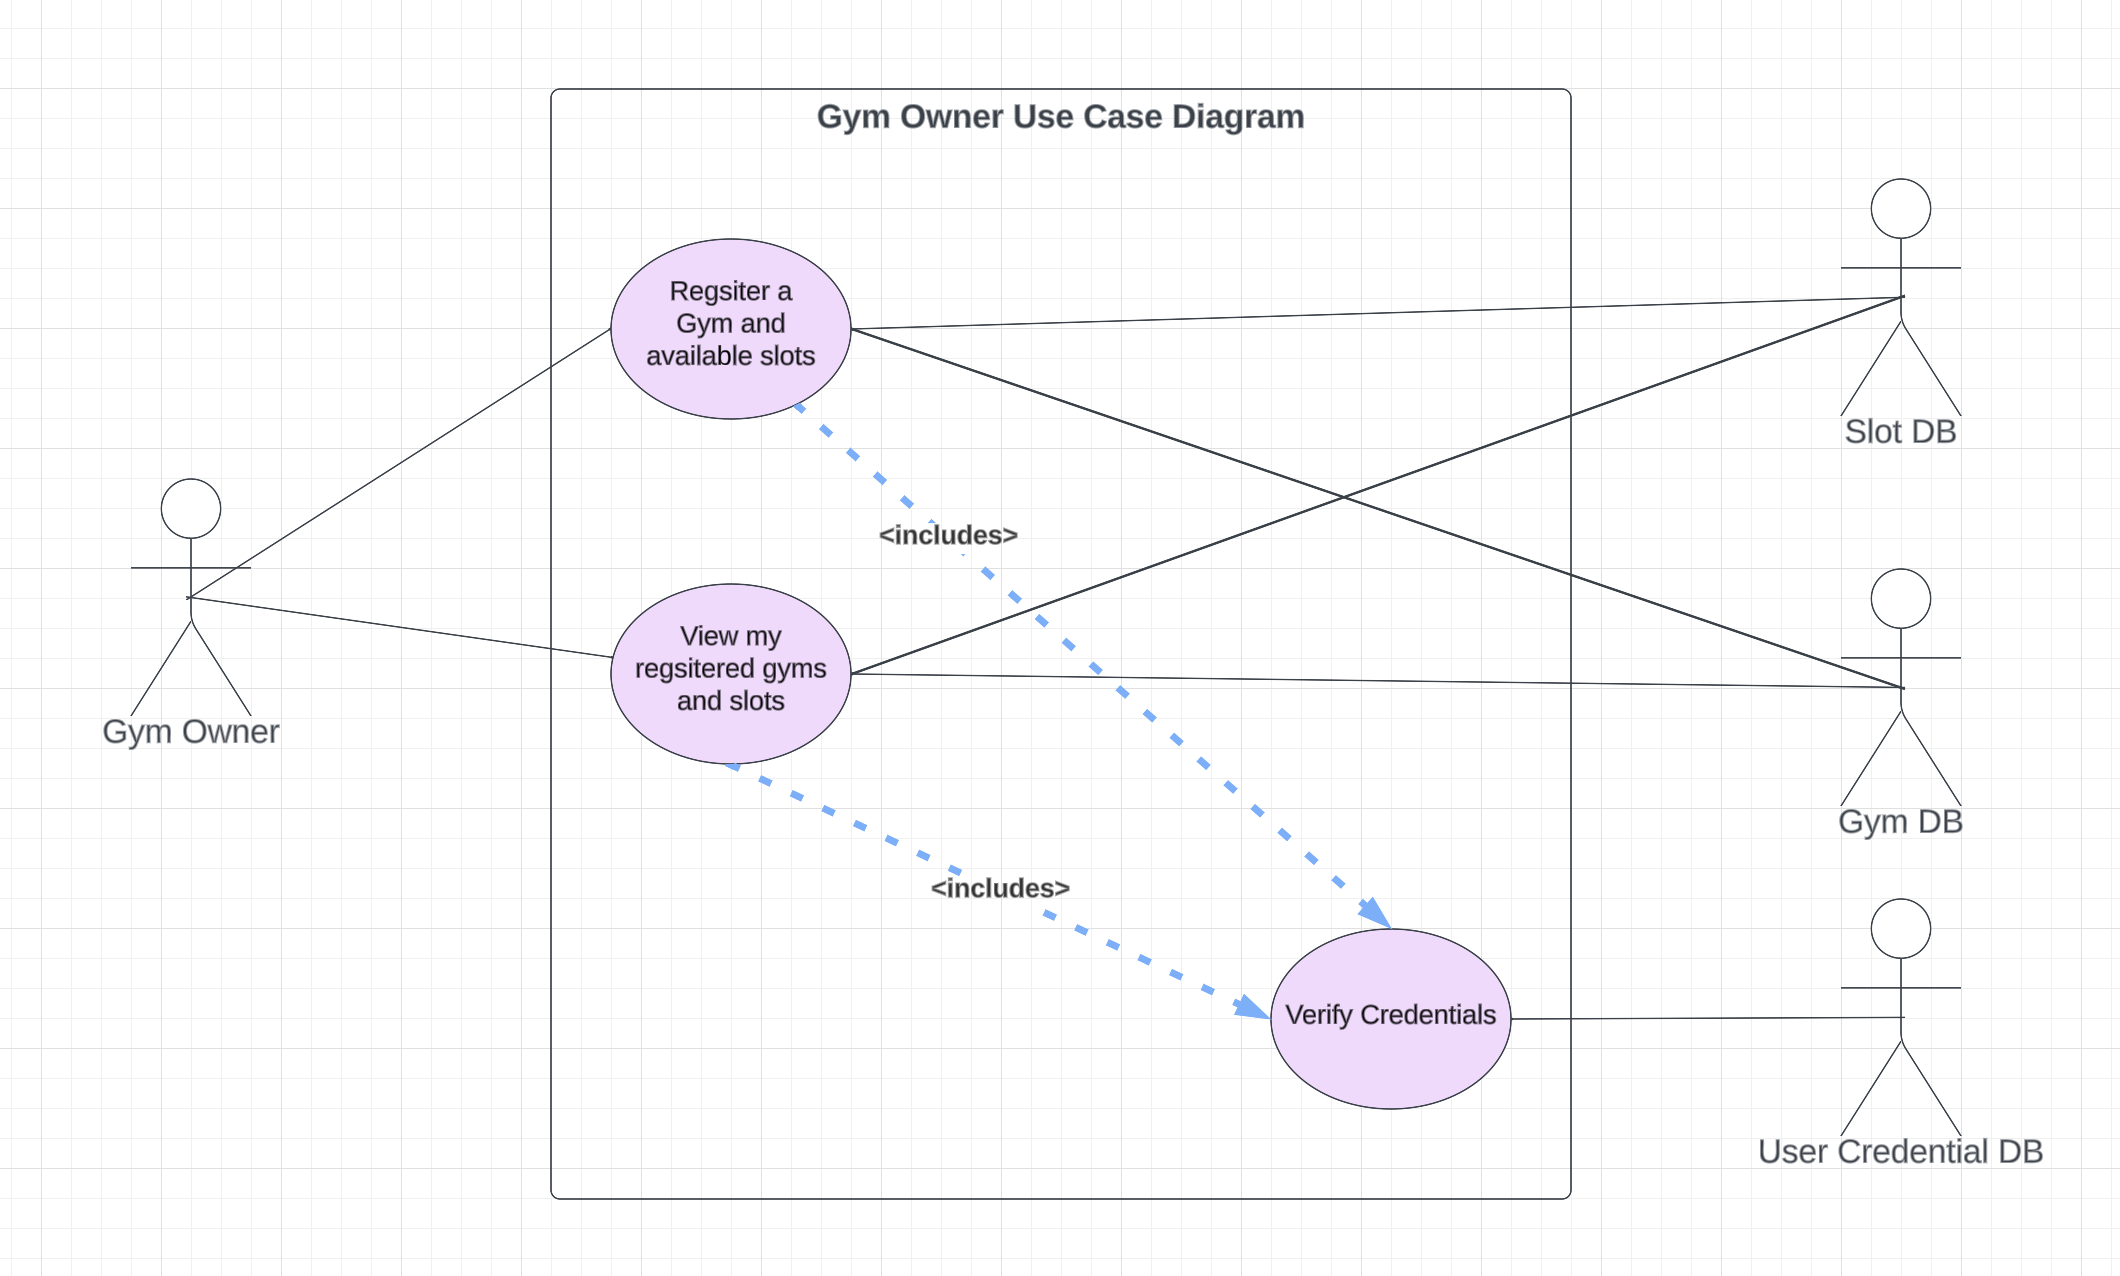 Gym Owner Use Case Diagram
Regsiter a
Gym and
available slots
Slot DB
<includes>
View my
regsitered gyms
and slots
Gym Owner
Gym DB
<includes>
Verify Credentials
User Credential DB